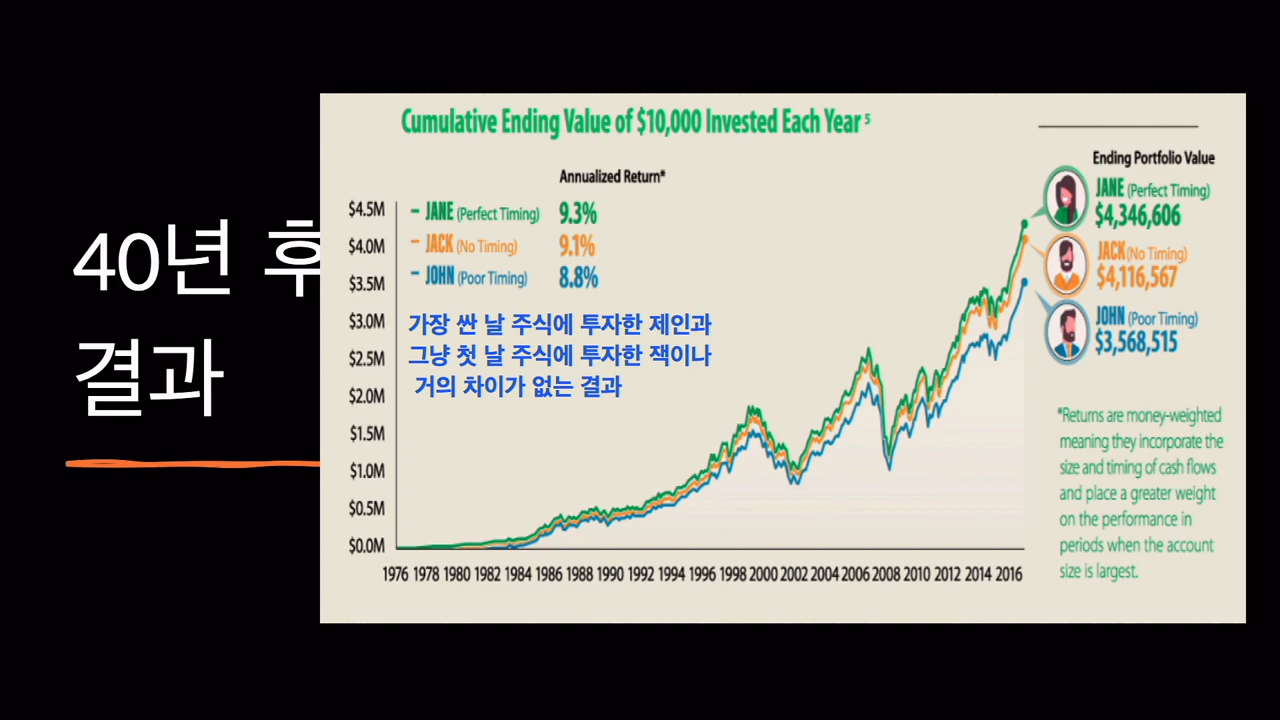 40년 후
결과
Cumulative Ending Value of $10,000 Invested Each Year 5
Annualized Return*
– JANE (Perfect Timing) 9.3%
– JACK (No Timing) 9.1%
– JOHN (Poor Timing) 8.8%
가장 싼 날 주식에 투자한 제인과
그냥 첫 날 주식에 투자한 잭이나
거의 차이가 없는 결과
$4.5M
$4.0M
$3.5M
$3.0M
$2.5M
$2.0M
$1.5M
$1.0M
$0.5M
$0.0M
1976 1978 1980 1982 1984 1986 1988 1990 1992 1994 1996 1998 2000 2002 2004 2006 2008 2010 2012 2014 2016
Ending Portfolio Value
JANE (Perfect Timing)
$4,346,606
JACK (No Timing)
$4,116,567
JOHN (Poor Timing)
$3,568,515
*Returns are money-weighted
meaning they incorporate the
size and timing of cash flows
and place a greater weight
on the performance in
periods when the account
size is largest.